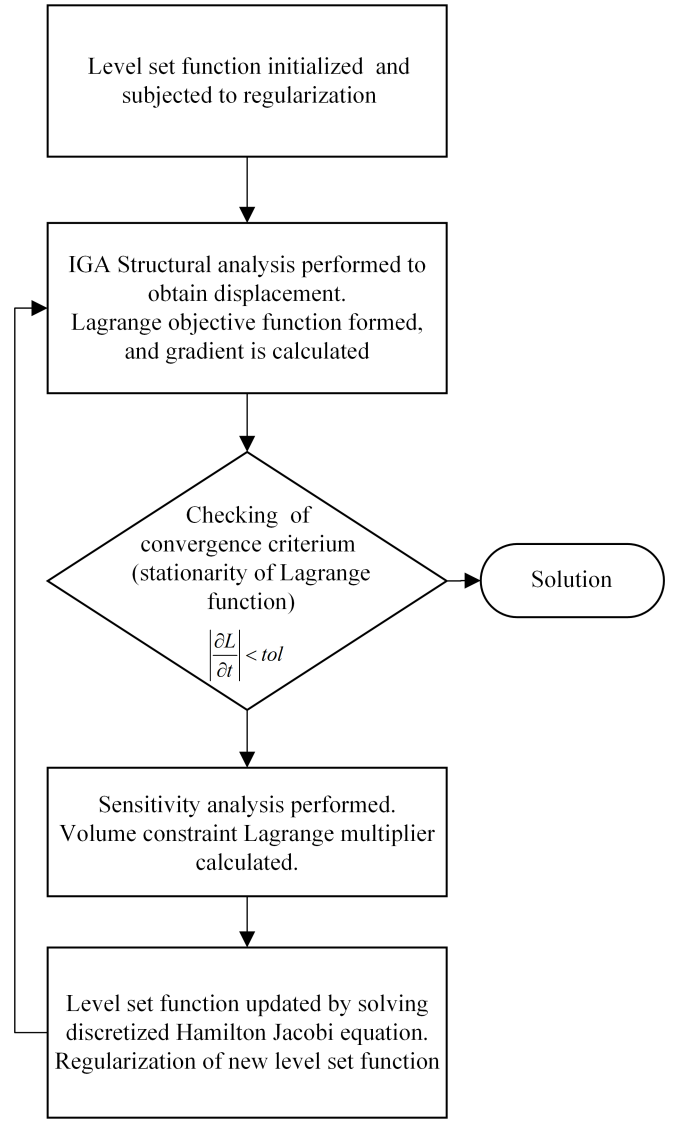 Level set function initialized and
subjected to regularization
IGA Structural analysis performed to
obtain displacement.
Lagrange objective function formed,
and gradient is calculated
Checking of
convergence criterium
(stationarity of Lagrange
function)
|∂L/∂t| < tol
Solution
Sensitivity analysis performed.
Volume constraint Lagrange multiplier
calculated.
Level set function updated by solving
discretized Hamilton Jacobi equation.
Regularization of new level set function